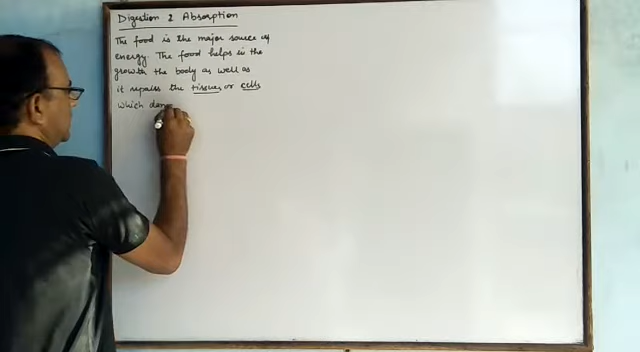 Digestion & Absorption
The food is the major source of
energy. The food helps in the
growth the body as well as
it repairs the tissues or cells
which dam